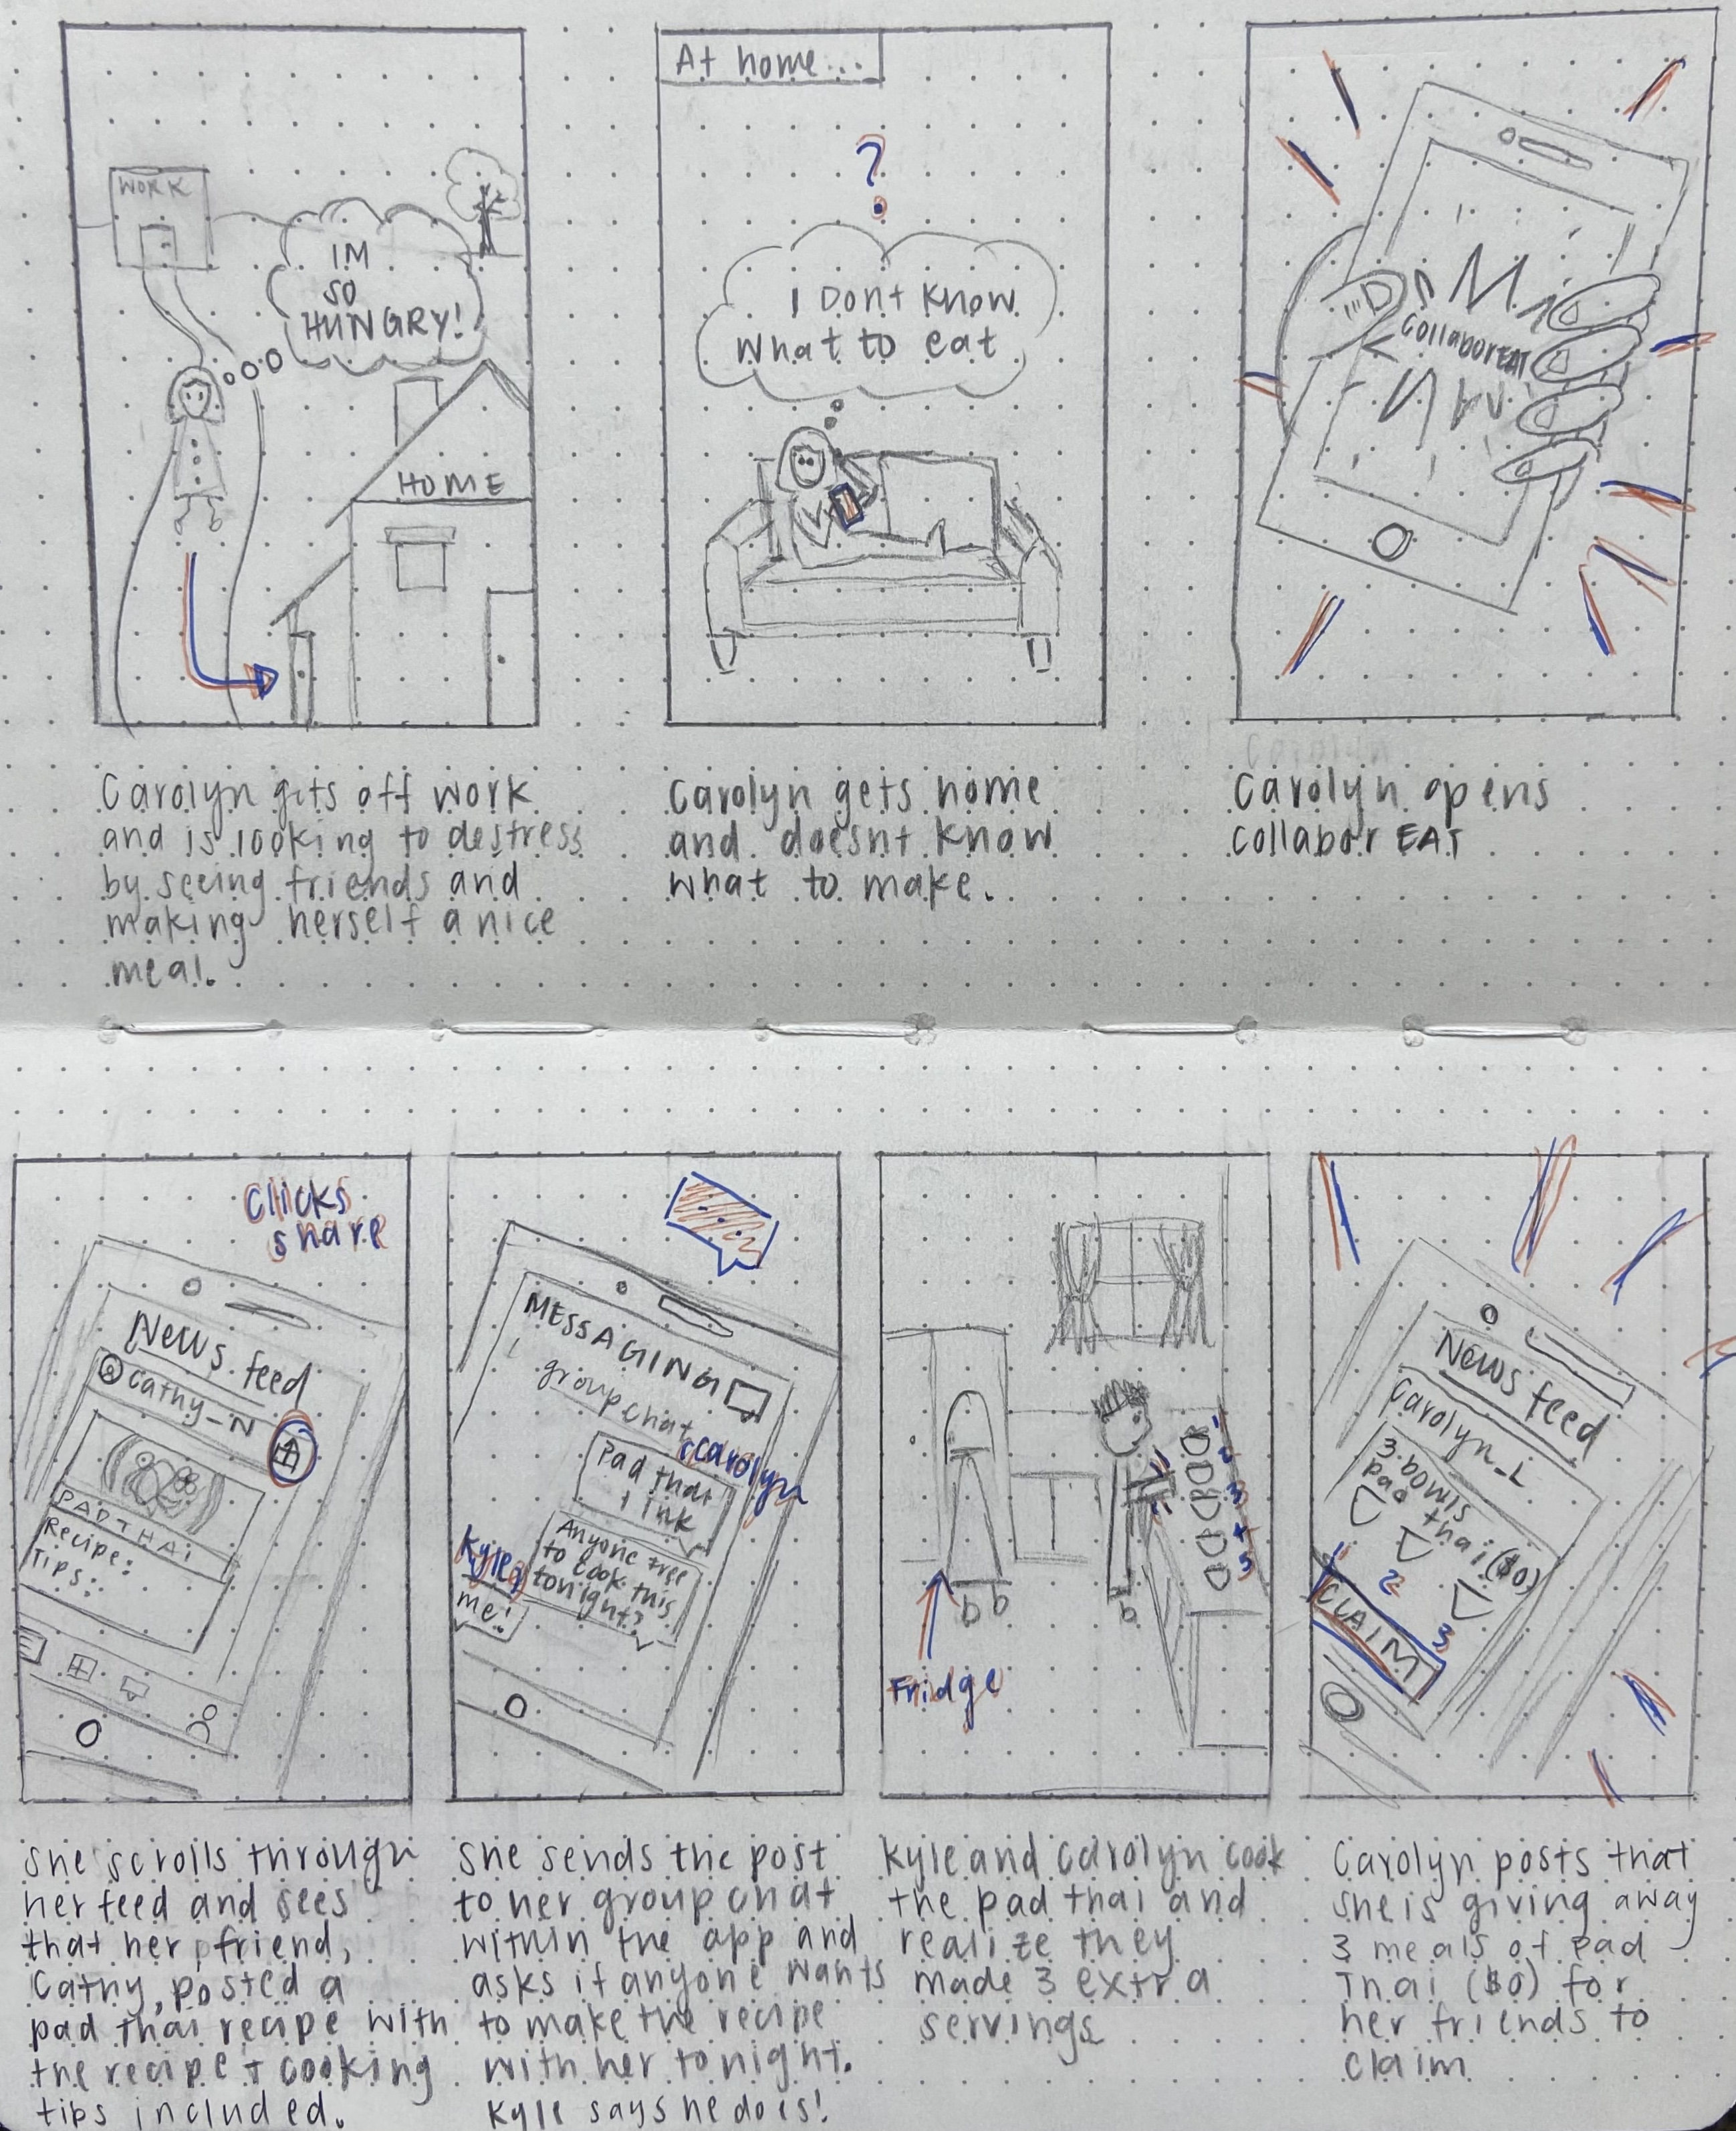 WORK
IM
SO
HUNGRY!
HOME
Carolyn gets off work
and is looking to destress
by seeing friends and
making herself a nice
meal.
At home...
?
I Dont know
what to eat
Carolyn gets home
and doesnt know
what to make.
collaborEAT
Carolyn opens
collaborEAT
Clicks
share
News feed
Cathy_N
PAD THAI
Recipe:
Tips:
She scrolls through
her feed and sees
that her friend,
Cathy, posted a
pad thai recipe with
the recipe + cooking
tips included.
MESSAGING
group chat
Carolyn
Pad that
link
Anyone free
to cook this
tonight?
Kyle
me!
She sends the post
to her group chat
within the app and
asks if anyone wants
to make the recipe
with her tonight.
Kyle says he does!
1
2
3
4
5
Fridge
Kyle and Carolyn cook
the pad thai and
realize they
made 3 extra
servings
News feed
Carolyn_L
3 bowls
pad thai ($0)
1
2
3
CLAIM
Carolyn posts that
she is giving away
3 meals of Pad
Thai ($0) for
her friends to
claim